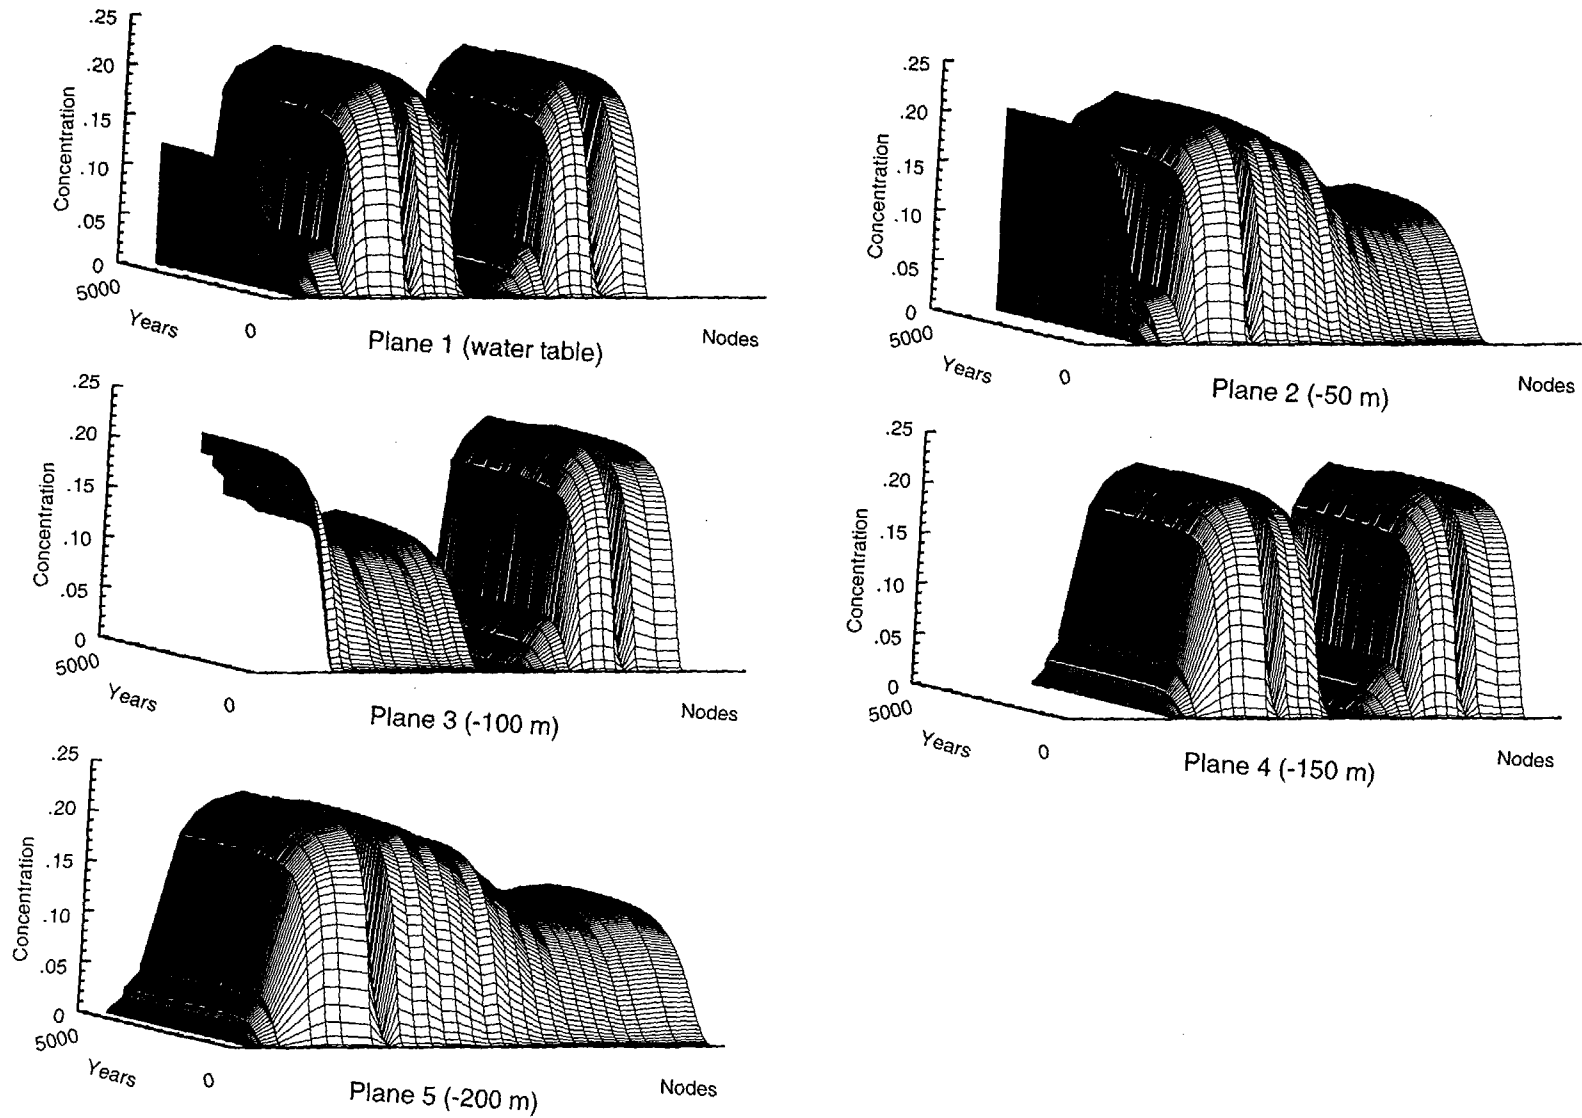 .25
.20
.15
.10
.05
0
Concentration
5000
Years
0
Nodes
Plane 1 (water table)
.25
.20
.15
.10
.05
0
Concentration
5000
Years
0
Nodes
Plane 2 (-50 m)
.25
.20
.15
.10
.05
0
Concentration
5000
Years
0
Nodes
Plane 3 (-100 m)
.25
.20
.15
.10
.05
0
Concentration
5000
Years
0
Nodes
Plane 4 (-150 m)
.25
.20
.15
.10
.05
0
Concentration
5000
Years
0
Nodes
Plane 5 (-200 m)